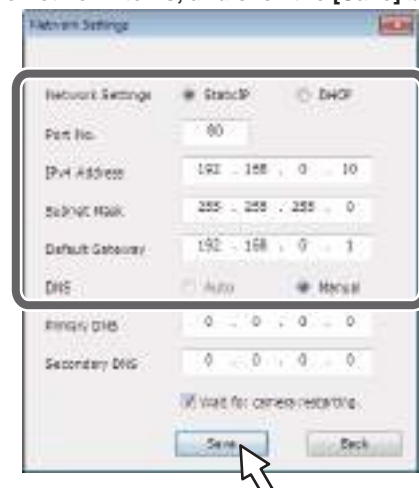 [Save]
Network Settings
Network Settings StaticIP DHCP
Port No. 80
IPv4 Address 192 . 168 . 0 . 10
Subnet Mask 255 . 255 . 255 . 0
Default Gateway 192 . 168 . 0 . 1
DNS Auto Manual
Primary DNS 0 . 0 . 0 . 0
Secondary DNS 0 . 0 . 0 . 0
Wait for camera restarting.
Save Back